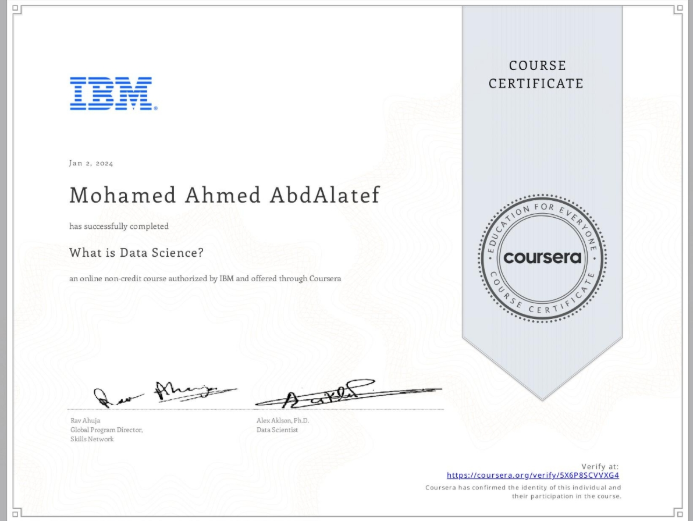 COURSE
CERTIFICATE
IBM
Jan 2, 2024
Mohamed Ahmed AbdAlatef
has successfully completed
What is Data Science?
an online non-credit course authorized by IBM and offered through Coursera
EDUCATION FOR EVERYONE
coursera
COURSE CERTIFICATE
Rav Ahuja
Global Program Director,
Skills Network
Alex Aklson, Ph.D.
Data Scientist
Verify at:
https://coursera.org/verify/5X6P8SCVVXG4
Coursera has confirmed the identity of this individual and
their participation in the course.